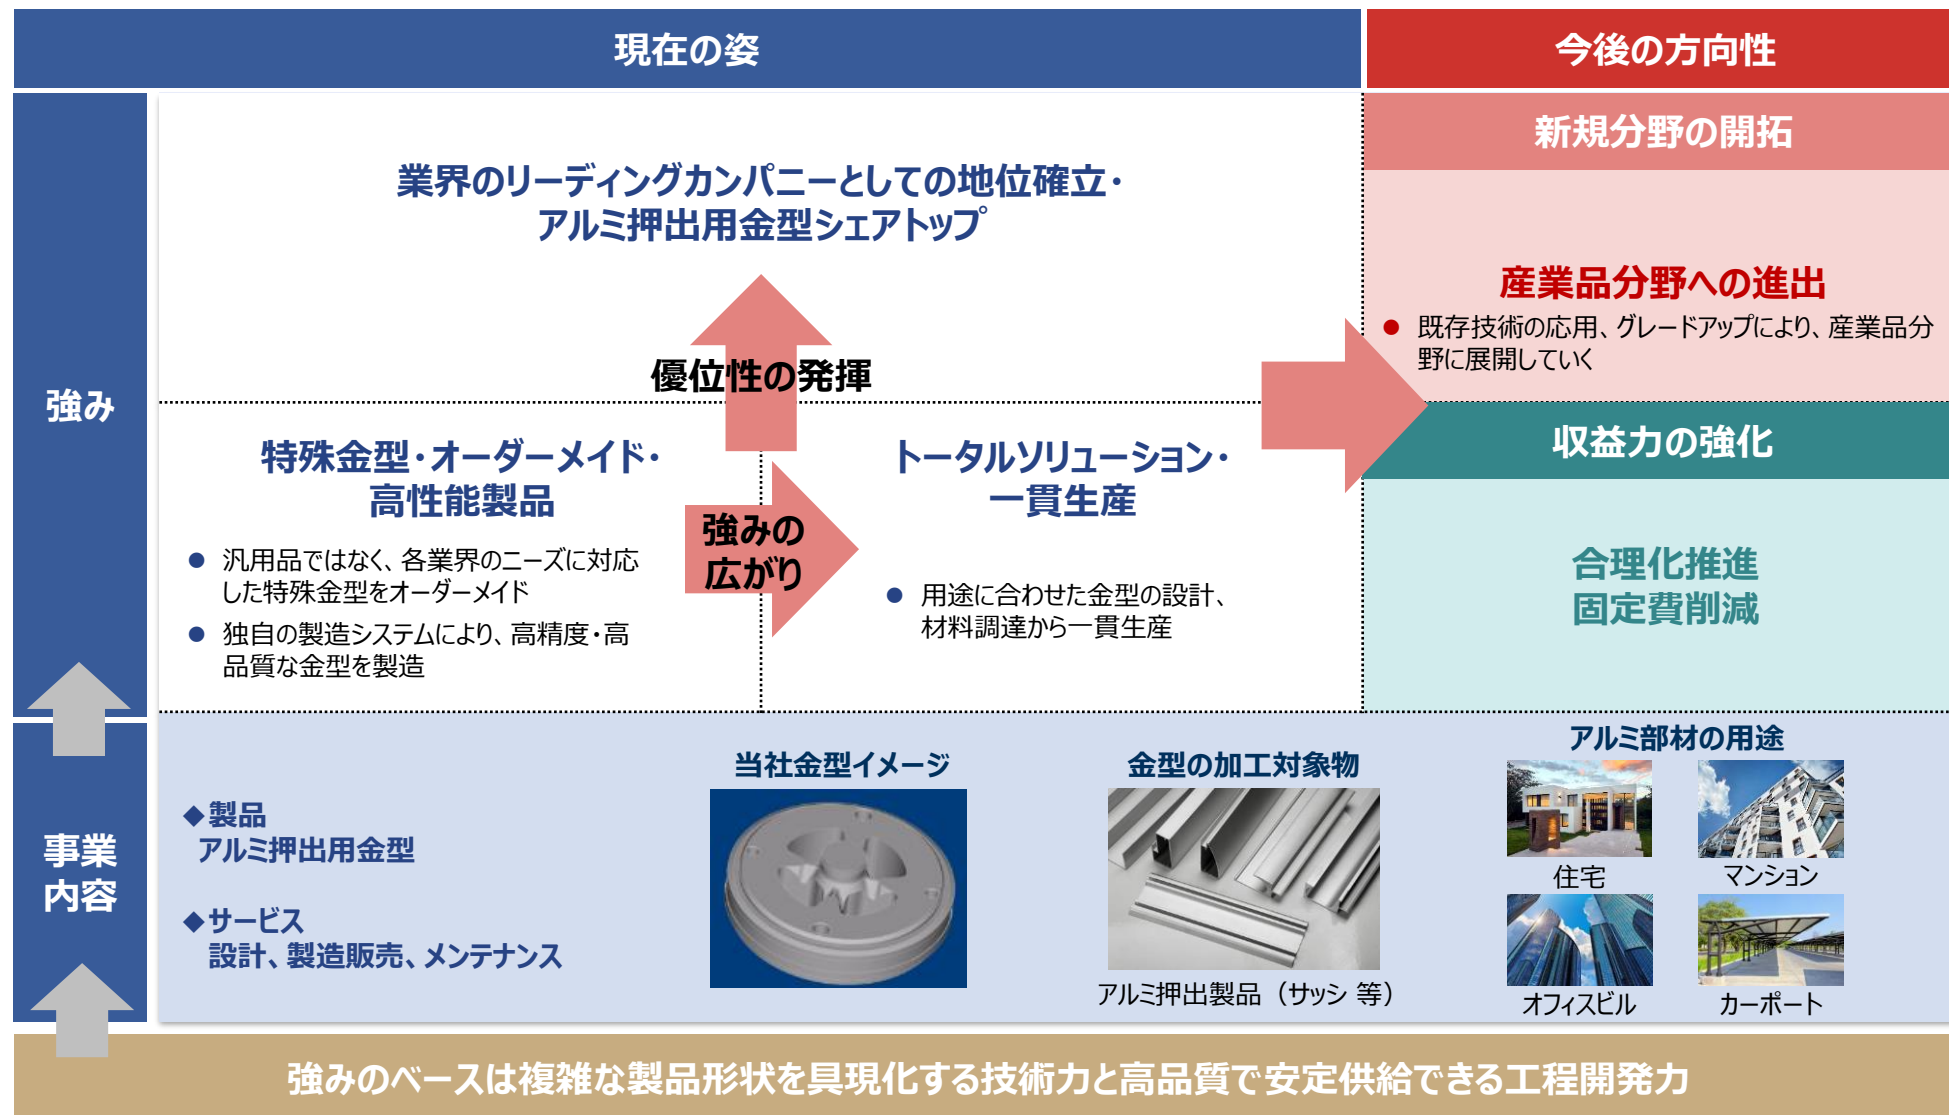 現在の姿
今後の方向性
強み
業界のリーディングカンパニーとしての地位確立・
アルミ押出用金型シェアトップ
優位性の発揮
特殊金型・オーダーメイド・
高性能製品
● 汎用品ではなく、各業界のニーズに対応
した特殊金型をオーダーメイド
● 独自の製造システムにより、高精度・高
品質な金型を製造
強みの
広がり
トータルソリューション・
一貫生産
● 用途に合わせた金型の設計、
材料調達から一貫生産
新規分野の開拓
産業品分野への進出
● 既存技術の応用、グレードアップにより、産業品分
野に展開していく
収益力の強化
合理化推進
固定費削減
事業
内容
◆製品
アルミ押出用金型
◆サービス
設計、製造販売、メンテナンス
当社金型イメージ
金型の加工対象物
アルミ押出製品（サッシ 等）
アルミ部材の用途
住宅
マンション
オフィスビル
カーポート
強みのベースは複雑な製品形状を具現化する技術力と高品質で安定供給できる工程開発力